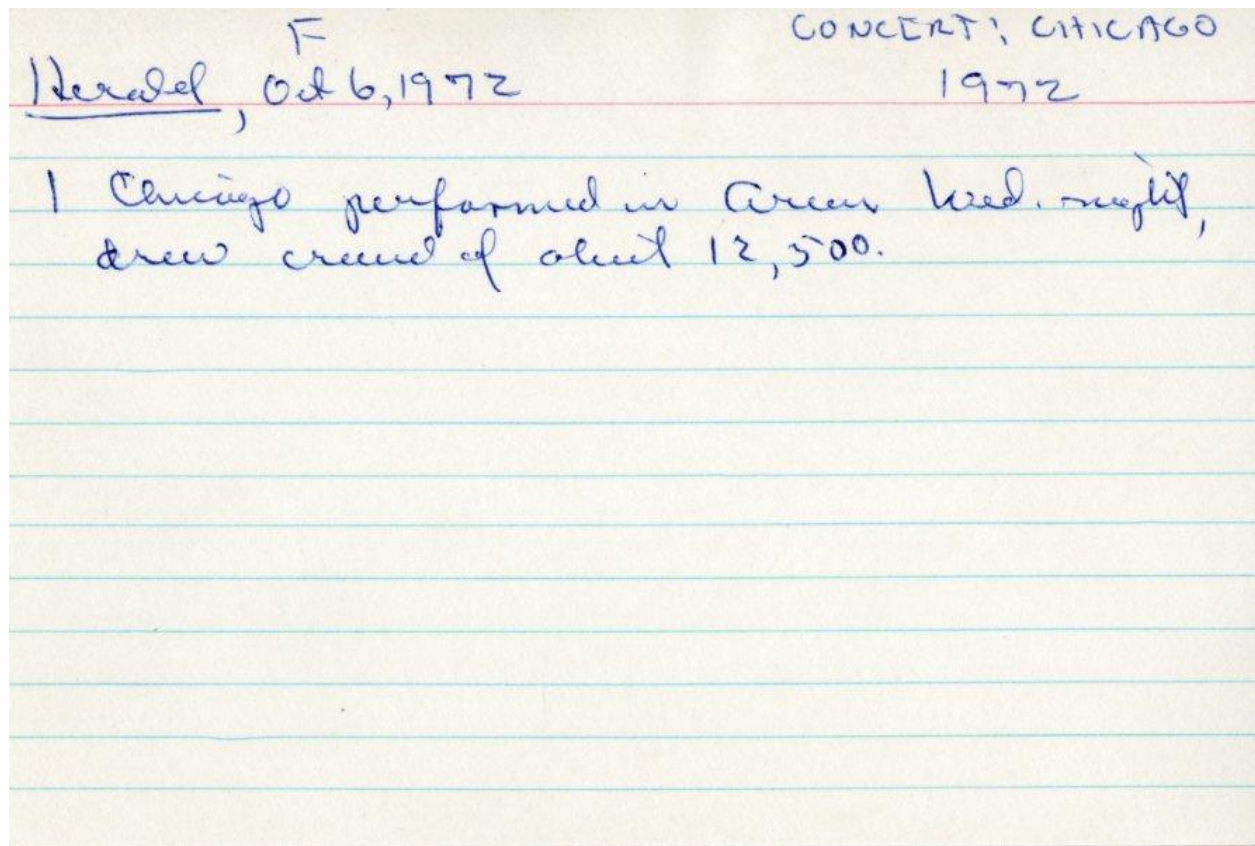 F
CONCERT: CHICAGO
Herald, Oct 6, 1972
1972
1 Chicago performed in Arena Wed. night,
drew crowd of about 12,500.